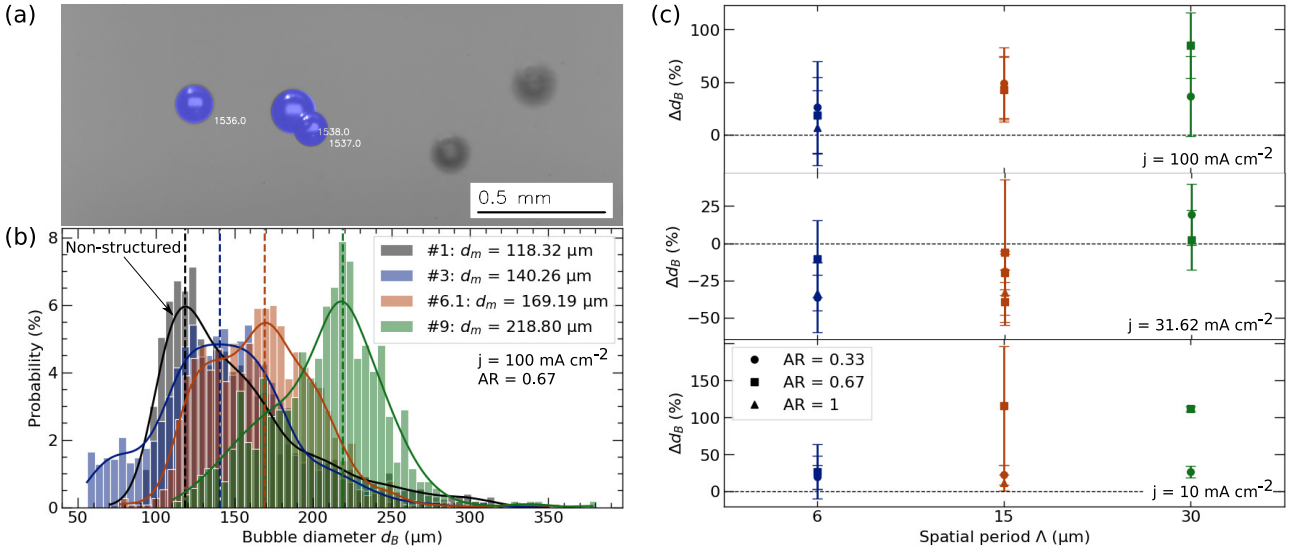 (a)
1536.0
1538.0
1537.0
0.5 mm
(b)
Non-structured
#1: dₘ = 118.32 μm
#3: dₘ = 140.26 μm
#6.1: dₘ = 169.19 μm
#9: dₘ = 218.80 μm
j = 100 mA cm⁻²
AR = 0.67
8
6
4
2
0
Probability (%)
50 100 150 200 250 300 350
Bubble diameter d_B (μm)
(c)
100
50
0
Δd_B (%)
j = 100 mA cm⁻²
25
0
−25
−50
Δd_B (%)
j = 31.62 mA cm⁻²
AR = 0.33
AR = 0.67
AR = 1
150
100
50
0
Δd_B (%)
j = 10 mA cm⁻²
6 15 30
Spatial period Λ (μm)